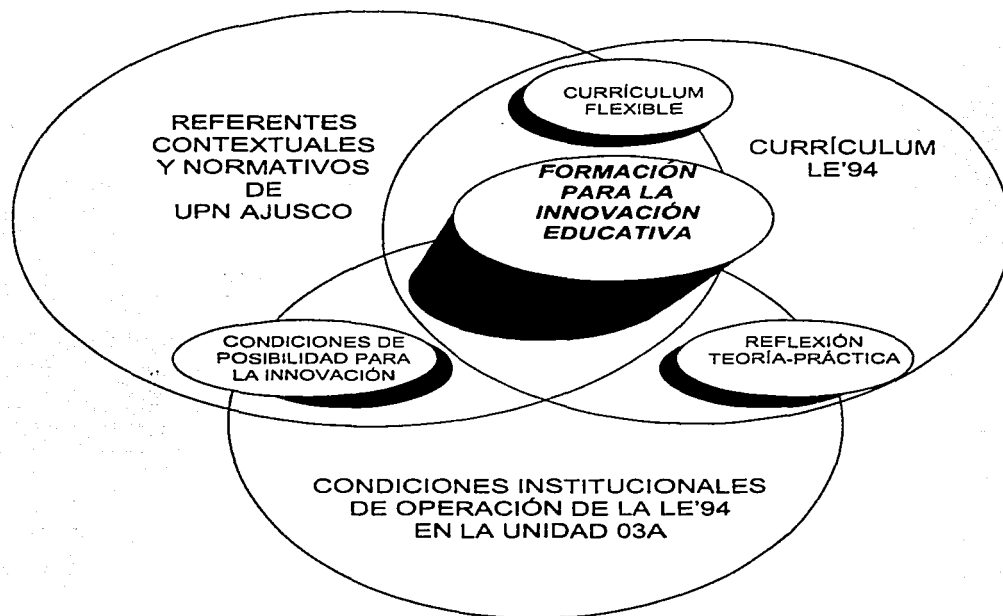 CURRÍCULUM
FLEXIBLE
REFERENTES
CONTEXTUALES
Y NORMATIVOS
DE
UPN AJUSCO
CURRÍCULUM
LE'94
FORMACIÓN
PARA LA
INNOVACIÓN
EDUCATIVA
CONDICIONES DE
POSIBILIDAD PARA
LA INNOVACIÓN
REFLEXIÓN
TEORÍA-PRÁCTICA
CONDICIONES INSTITUCIONALES
DE OPERACIÓN DE LA LE'94
EN LA UNIDAD 03A